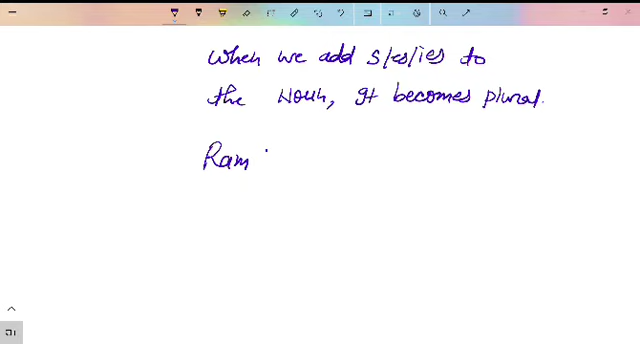 When we add s/es/ies to
the Noun, It becomes plural.
Ram